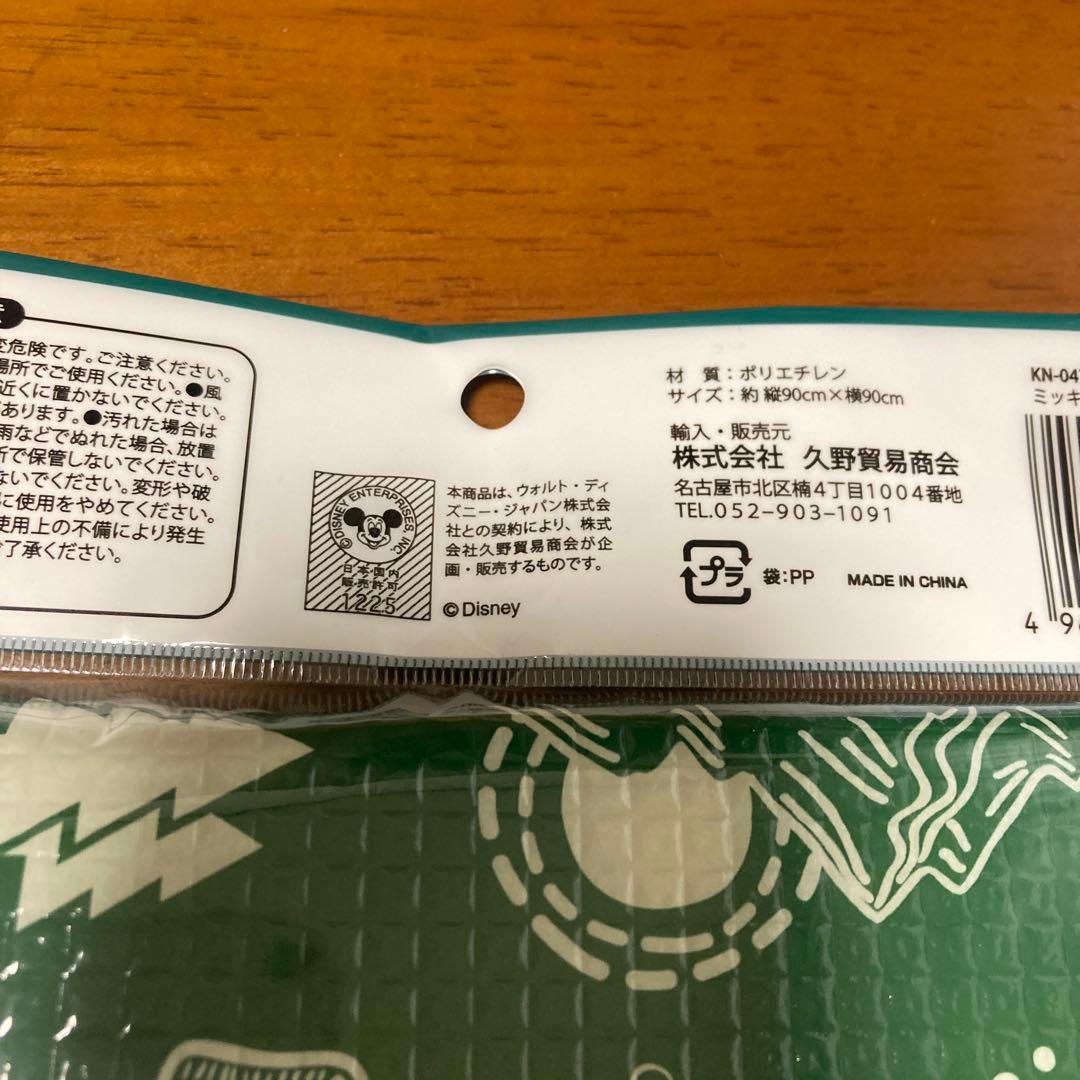 変危険です。ご注意ください。
場所でご使用ください。●風
近くに置かないでください。
があります。●汚れた場合は
雨などでぬれた場合、放置
所で保管しないでください。
ないでください。変形や破
に使用をやめてください。
使用上の不備により発生
ご了承ください。
©DISNEY ENTERPRISES, INC.
日本国内
販売許可
1225
本商品は、ウォルト・ディ
ズニー・ジャパン株式会
社との契約により、株式
会社久野貿易商会が企
画・販売するものです。
©Disney
材 質：ポリエチレン
サイズ：約 縦90cm×横90cm
輸入・販売元
株式会社 久野貿易商会
名古屋市北区楠4丁目1004番地
TEL.052-903-1091
プラ 袋:PP MADE IN CHINA
KN-04
ミッキ
4 9